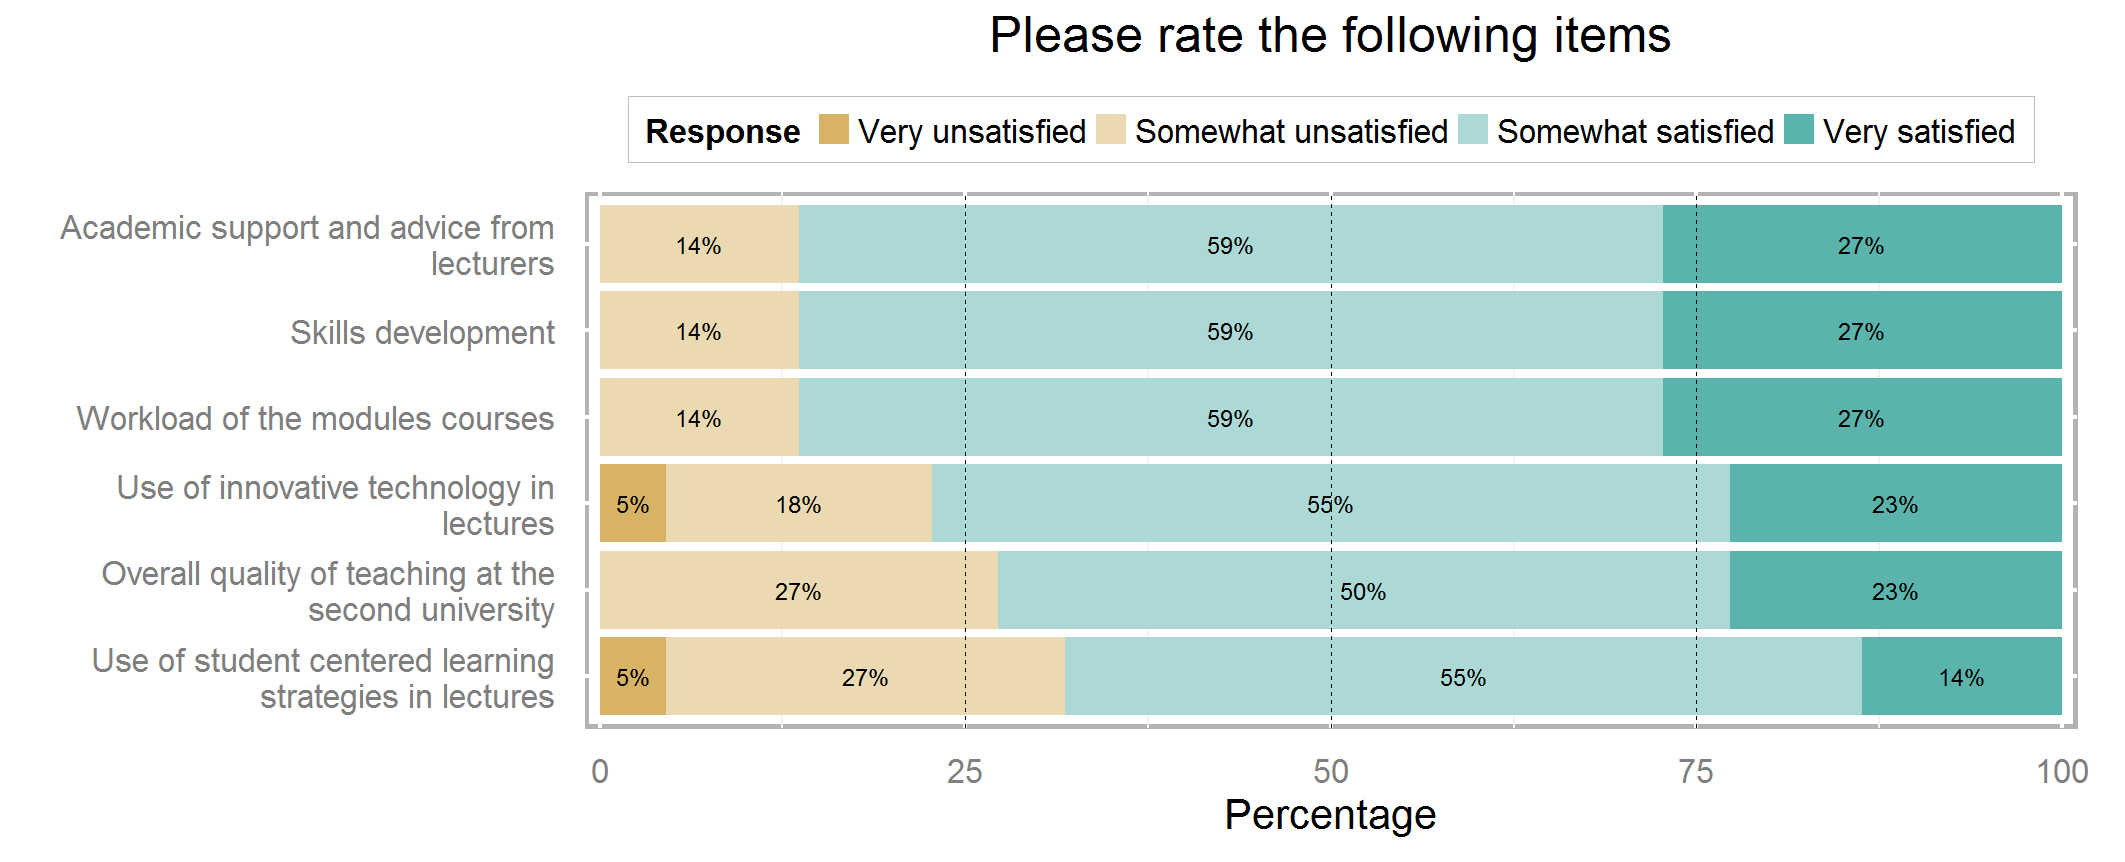 Please rate the following items
Response Very unsatisfied Somewhat unsatisfied Somewhat satisfied Very satisfied
Academic support and advice from
lecturers
14% 59% 27%
Skills development
14% 59% 27%
Workload of the modules courses
14% 59% 27%
Use of innovative technology in
lectures
5% 18% 55% 23%
Overall quality of teaching at the
second university
27% 50% 23%
Use of student centered learning
strategies in lectures
5% 27% 55% 14%
0 25 50 75 100
Percentage